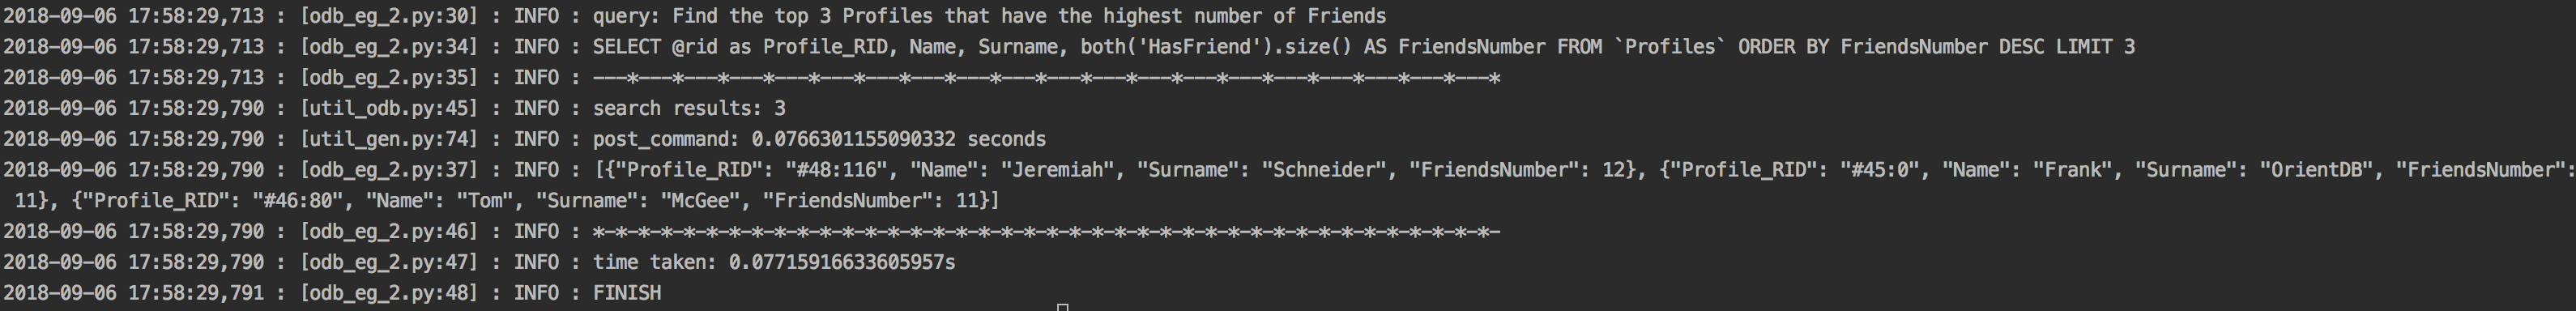 2018-09-06 17:58:29,713 : [odb_eg_2.py:30] : INFO : query: Find the top 3 Profiles that have the highest number of Friends
2018-09-06 17:58:29,713 : [odb_eg_2.py:34] : INFO : SELECT @rid as Profile_RID, Name, Surname, both('HasFriend').size() AS FriendsNumber FROM `Profiles` ORDER BY FriendsNumber DESC LIMIT 3
2018-09-06 17:58:29,713 : [odb_eg_2.py:35] : INFO : ---*---*---*---*---*---*---*---*---*---*---*---*---*---*---*---*---*---*---*---*
2018-09-06 17:58:29,790 : [util_odb.py:45] : INFO : search results: 3
2018-09-06 17:58:29,790 : [util_gen.py:74] : INFO : post_command: 0.0766301155090332 seconds
2018-09-06 17:58:29,790 : [odb_eg_2.py:37] : INFO : [{"Profile_RID": "#48:116", "Name": "Jeremiah", "Surname": "Schneider", "FriendsNumber": 12}, {"Profile_RID": "#45:0", "Name": "Frank", "Surname": "OrientDB", "FriendsNumber":
11}, {"Profile_RID": "#46:80", "Name": "Tom", "Surname": "McGee", "FriendsNumber": 11}]
2018-09-06 17:58:29,790 : [odb_eg_2.py:46] : INFO : *-*-*-*-*-*-*-*-*-*-*-*-*-*-*-*-*-*-*-*-*-*-*-*-*-*-*-*-*-*-*-*-*-*-*-*-*-*-*-*-
2018-09-06 17:58:29,790 : [odb_eg_2.py:47] : INFO : time taken: 0.07715916633605957s
2018-09-06 17:58:29,791 : [odb_eg_2.py:48] : INFO : FINISH